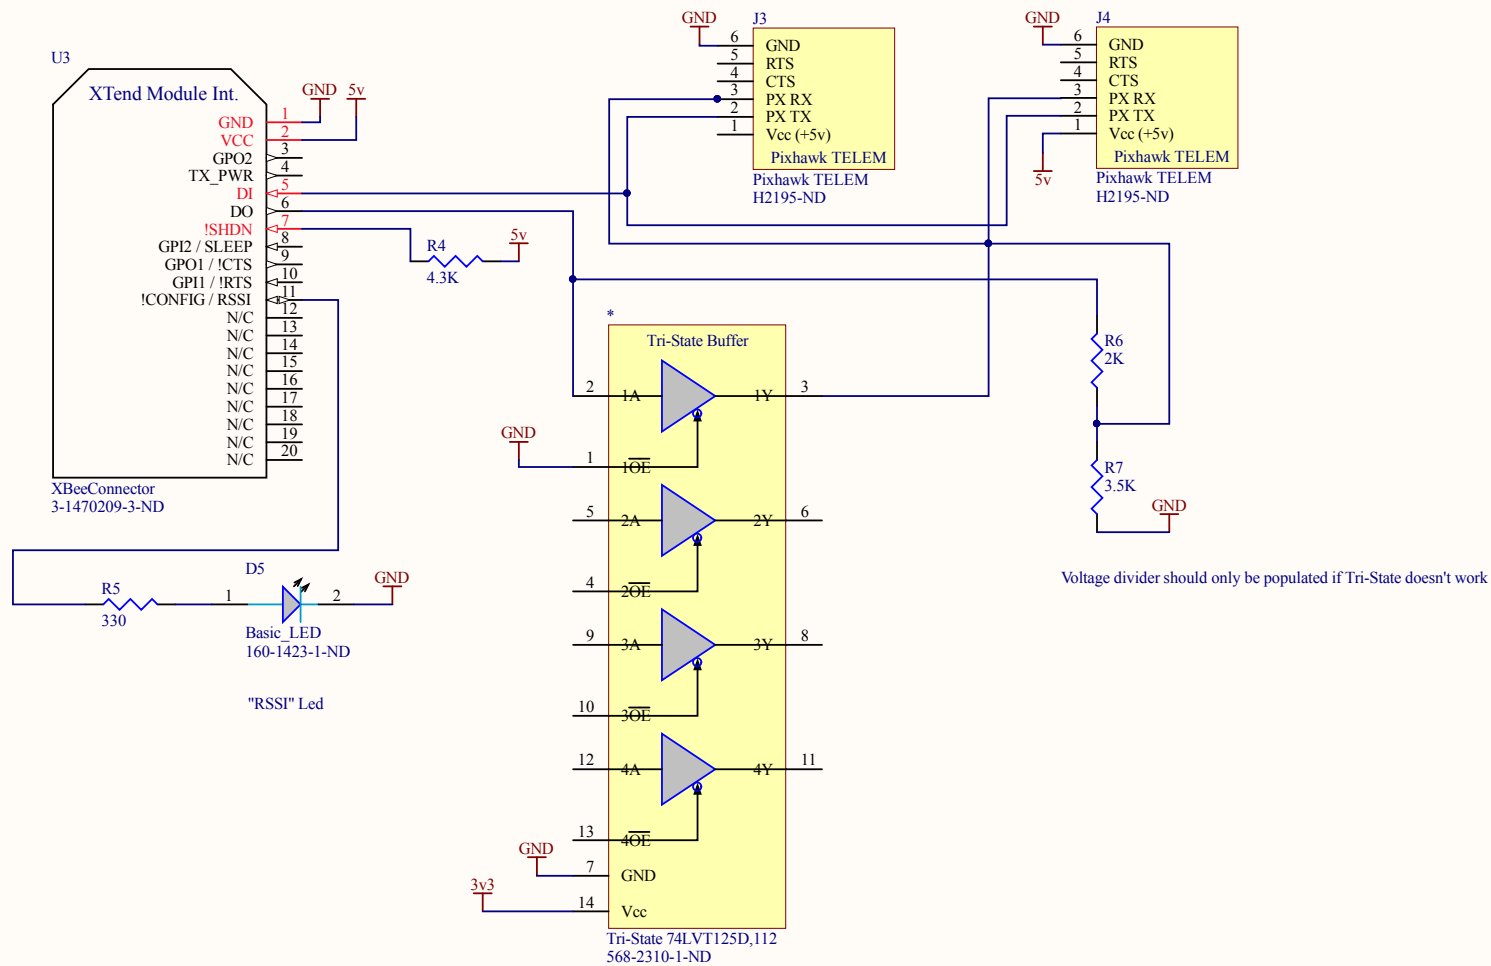 U3
XTend Module Int.
GND 1
VCC 2
GPO2 3
TX_PWR 4
DI 5
DO 6
!SHDN 7
GPI2 / SLEEP 8
GPO1 / !CTS 9
GPI1 / !RTS 10
!CONFIG / RSSI 11
N/C 12
N/C 13
N/C 14
N/C 15
N/C 16
N/C 17
N/C 18
N/C 19
N/C 20
XBeeConnector
3-1470209-3-ND
GND
5v
R4
4.3K
5v
R5
330
D5
1
2
GND
Basic_LED
160-1423-1-ND
"RSSI" Led
GND
J3
6 GND
5 RTS
4 CTS
3 PX RX
2 PX TX
1 Vcc (+5v)
Pixhawk TELEM
Pixhawk TELEM
H2195-ND
GND
J4
6 GND
5 RTS
4 CTS
3 PX RX
2 PX TX
1 Vcc (+5v)
Pixhawk TELEM
5v
Pixhawk TELEM
H2195-ND
*
Tri-State Buffer
2 1A 1Y 3
GND
1 1OE
5 2A 2Y 6
4 2OE
9 3A 3Y 8
10 3OE
12 4A 4Y 11
13 4OE
GND
7 GND
3v3
14 Vcc
Tri-State 74LVT125D,112
568-2310-1-ND
R6
2K
R7
3.5K
GND
Voltage divider should only be populated if Tri-State doesn't work